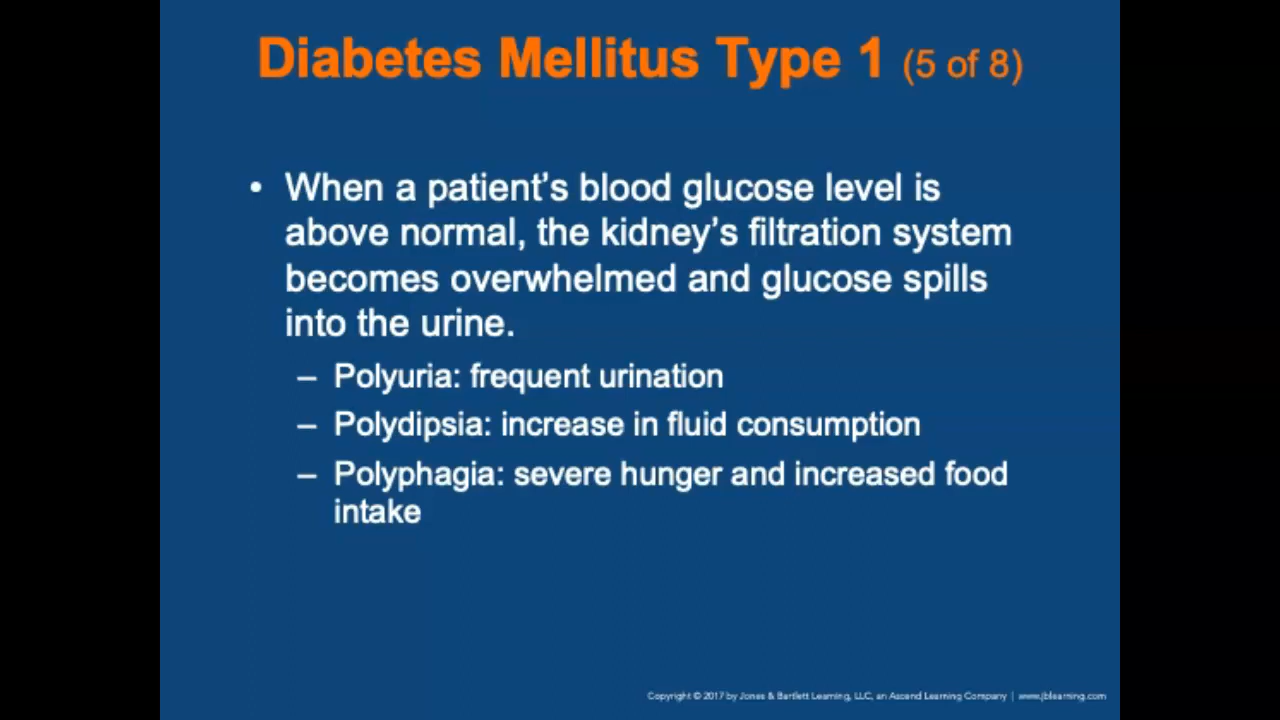 Diabetes Mellitus Type 1 (5 of 8)
• When a patient’s blood glucose level is
above normal, the kidney’s filtration system
becomes overwhelmed and glucose spills
into the urine.
– Polyuria: frequent urination
– Polydipsia: increase in fluid consumption
– Polyphagia: severe hunger and increased food
intake
Copyright © 2017 by Jones & Bartlett Learning, LLC, an Ascend Learning Company | www.jblearning.com